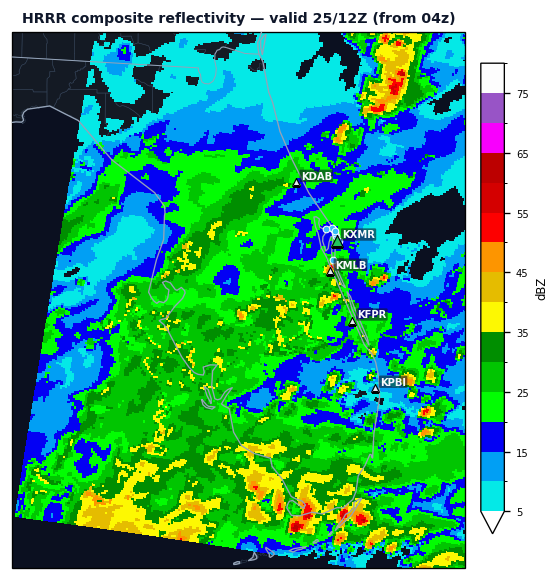 HRRR composite reflectivity — valid 25/12Z (from 04z)
KDAB
KXMR
KMLB
KFPR
KPBI
75
65
55
45
35
25
15
5
dBZ